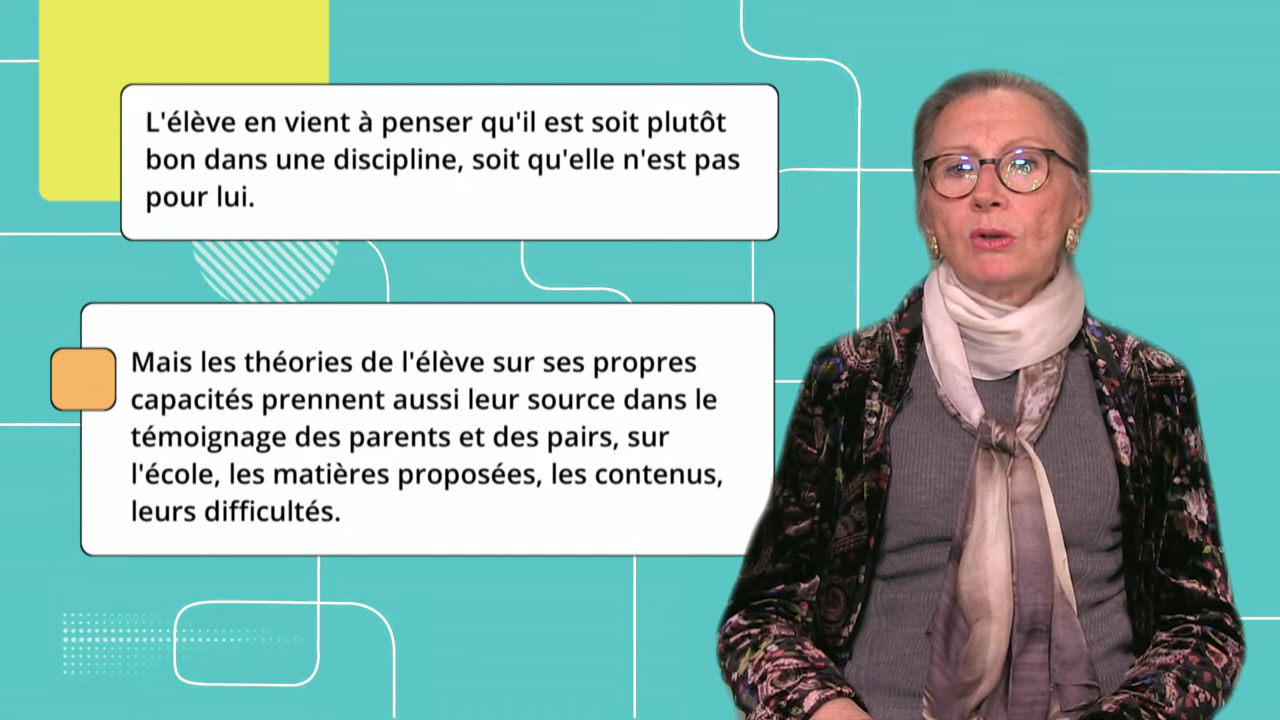 L'élève en vient à penser qu'il est soit plutôt
bon dans une discipline, soit qu'elle n'est pas
pour lui.
Mais les théories de l'élève sur ses propres
capacités prennent aussi leur source dans le
témoignage des parents et des pairs, sur
l'école, les matières proposées, les contenus,
leurs difficultés.